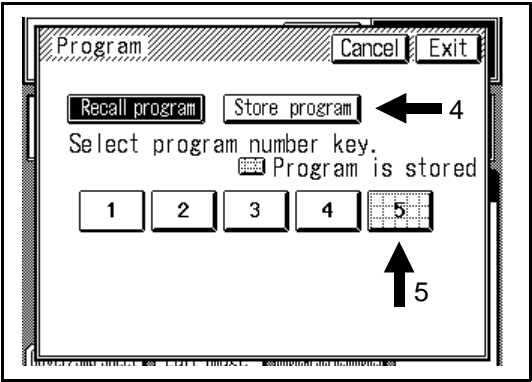 Program Cancel Exit
Recall program Store program 4
Select program number key.
Program is stored
1 2 3 4 5
5